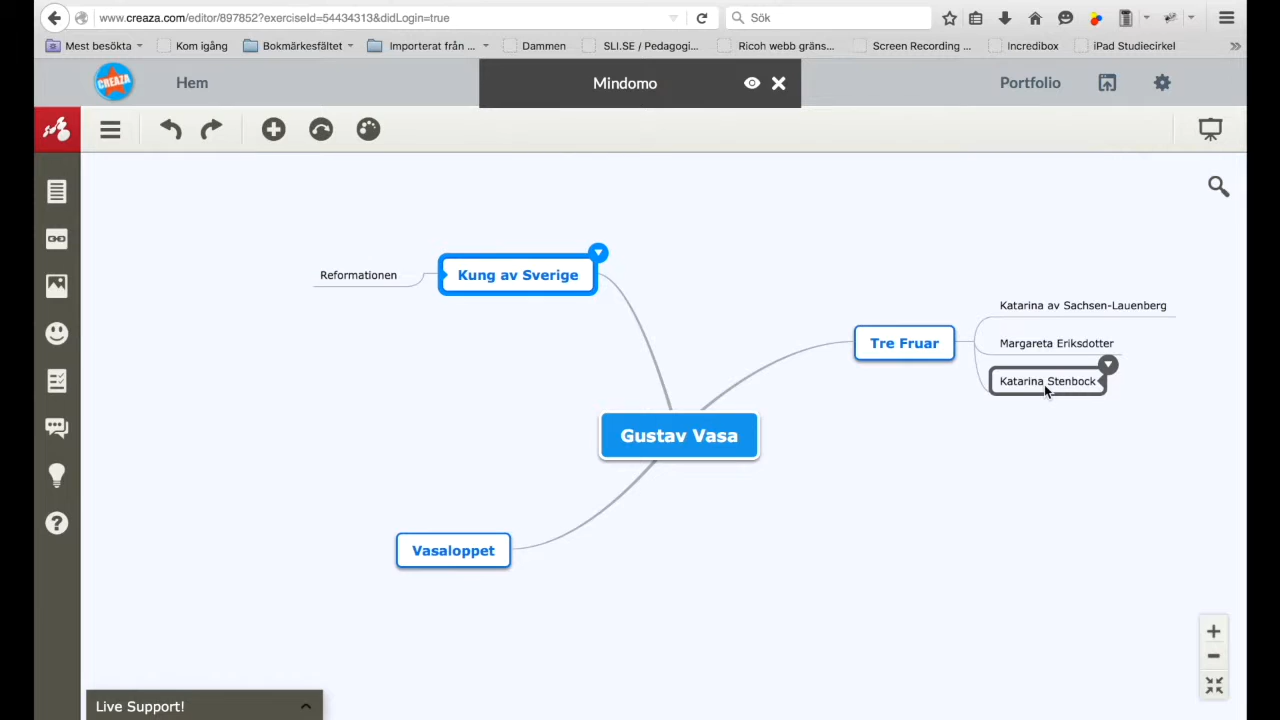 www.creaza.com/editor/897852?exerciseId=54434313&didLogin=true
Sök
Mest besökta
Kom igång
Bokmärkesfältet
Importerat från ...
Dammen
SLI.SE / Pedagogi...
Ricoh webb gräns...
Screen Recording ...
Incredibox
iPad Studiecirkel
CREAZA
Hem
Mindomo
Portfolio
Reformationen
Kung av Sverige
Katarina av Sachsen-Lauenberg
Tre Fruar
Margareta Eriksdotter
Katarina Stenbock
Gustav Vasa
Vasaloppet
Live Support!